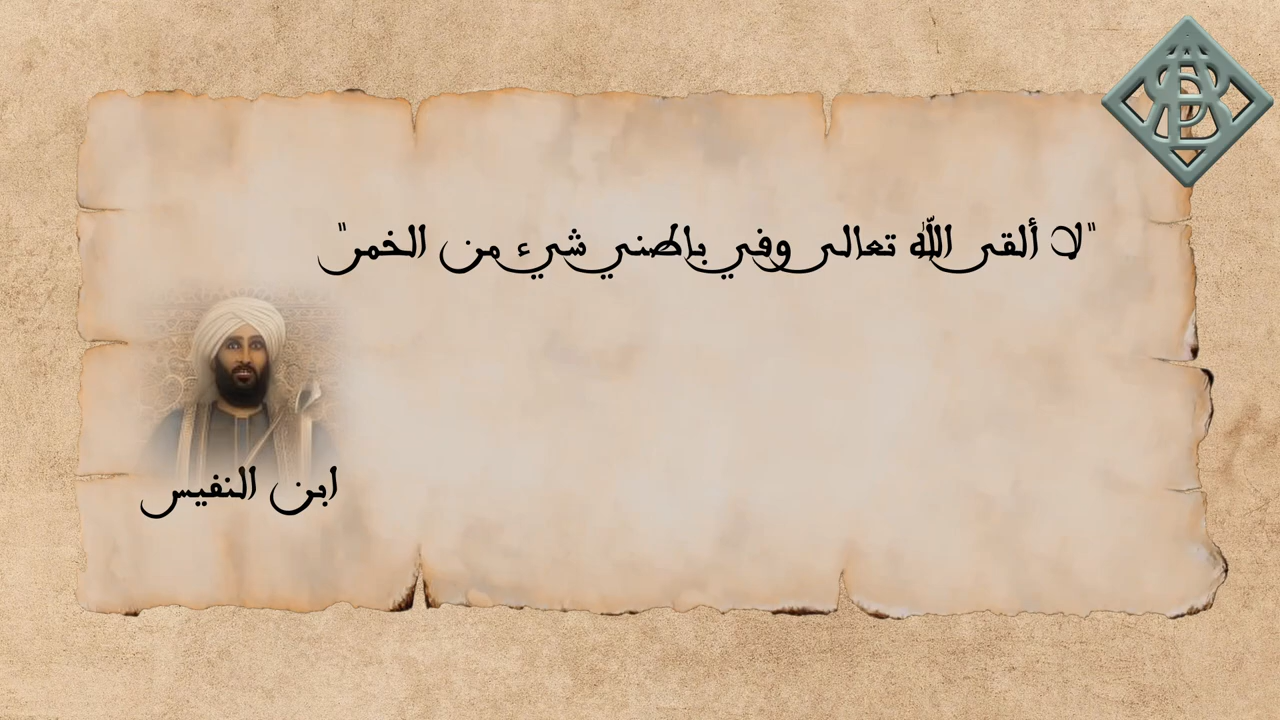 "لا ألقى الله تعالى وفي باطني شيء من الخمر"
ابن النفيس